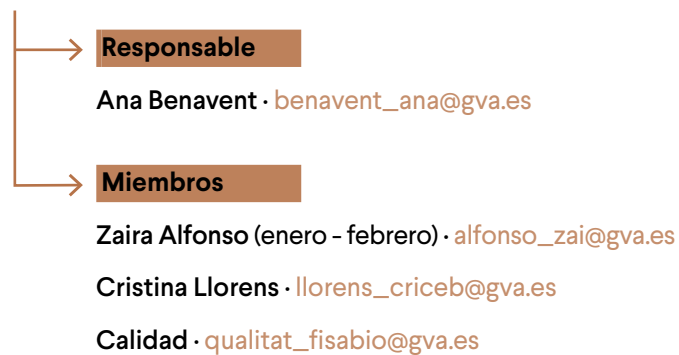 Responsable
Ana Benavent · benavent_ana@gva.es
Miembros
Zaira Alfonso (enero - febrero) · alfonso_zai@gva.es
Cristina Llorens · llorens_criceb@gva.es
Calidad · qualitat_fisabio@gva.es